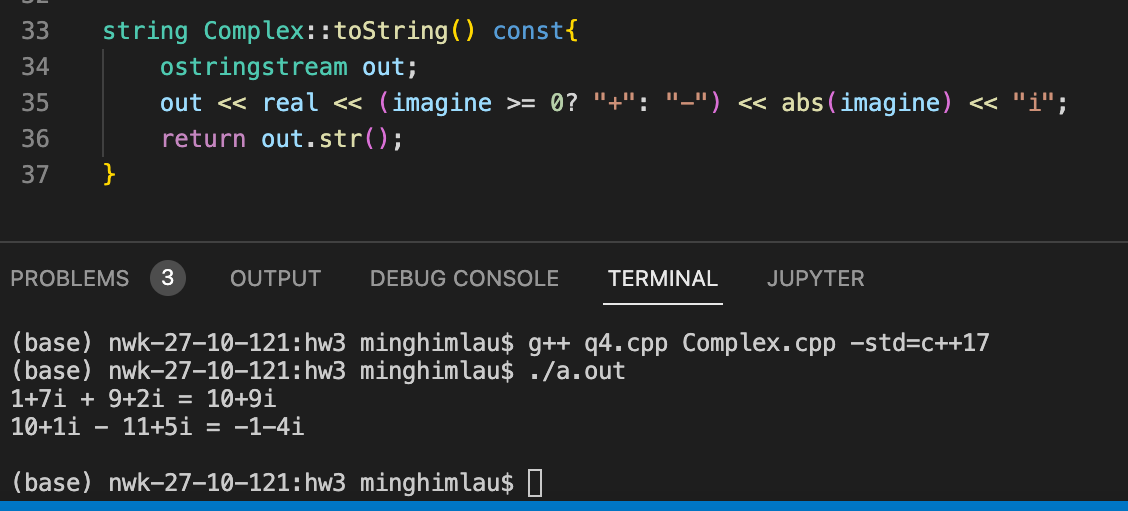 33 string Complex::toString() const{
34 ostringstream out;
35 out << real << (imagine >= 0? "+": "-") << abs(imagine) << "i";
36 return out.str();
37 }
PROBLEMS 3 OUTPUT DEBUG CONSOLE TERMINAL JUPYTER
(base) nwk-27-10-121:hw3 minghimlau$ g++ q4.cpp Complex.cpp -std=c++17
(base) nwk-27-10-121:hw3 minghimlau$ ./a.out
1+7i + 9+2i = 10+9i
10+1i - 11+5i = -1-4i
(base) nwk-27-10-121:hw3 minghimlau$